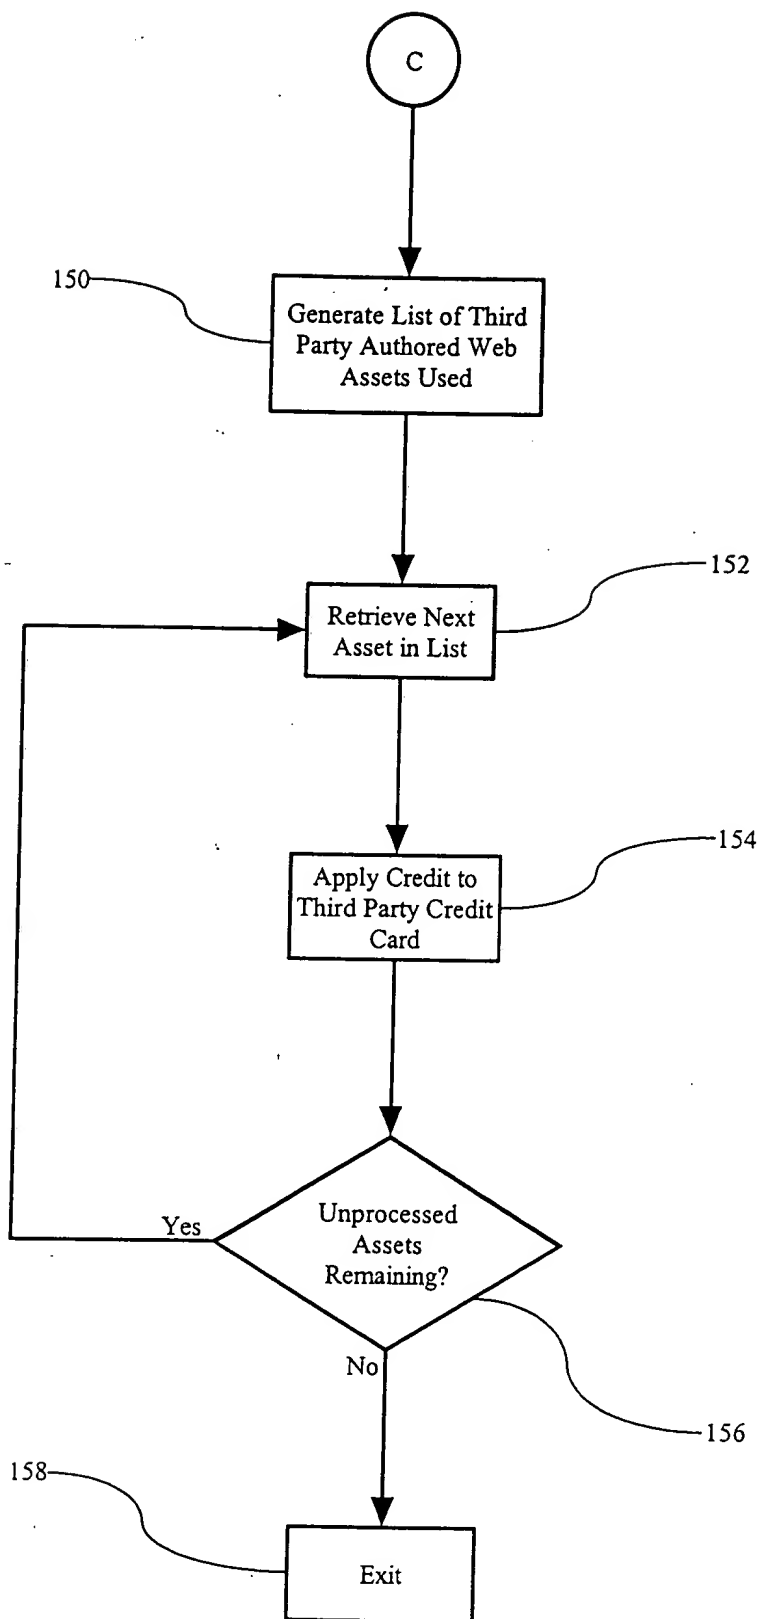 C
150
Generate List of Third
Party Authored Web
Assets Used
152
Retrieve Next
Asset in List
154
Apply Credit to
Third Party Credit
Card
Yes
Unprocessed
Assets
Remaining?
No
156
158
Exit